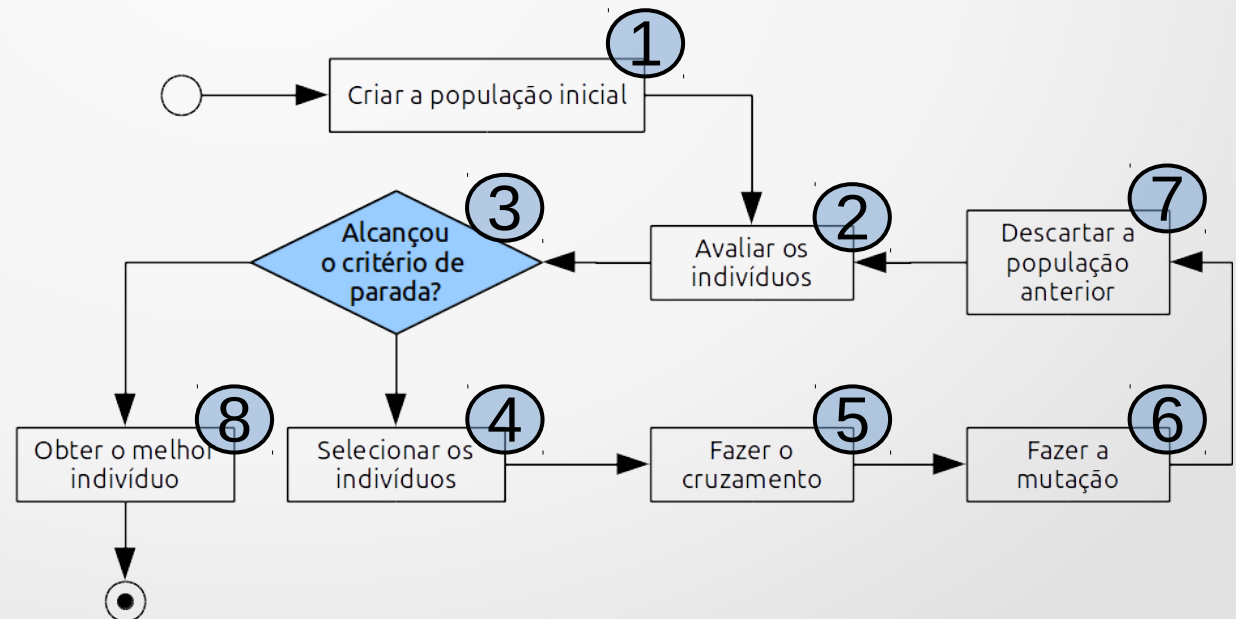 1
Criar a população inicial
3
Alcançou
o critério de
parada?
2
Avaliar os
indivíduos
7
Descartar a
população
anterior
8
Obter o melhor
indivíduo
4
Selecionar os
indivíduos
5
Fazer o
cruzamento
6
Fazer a
mutação